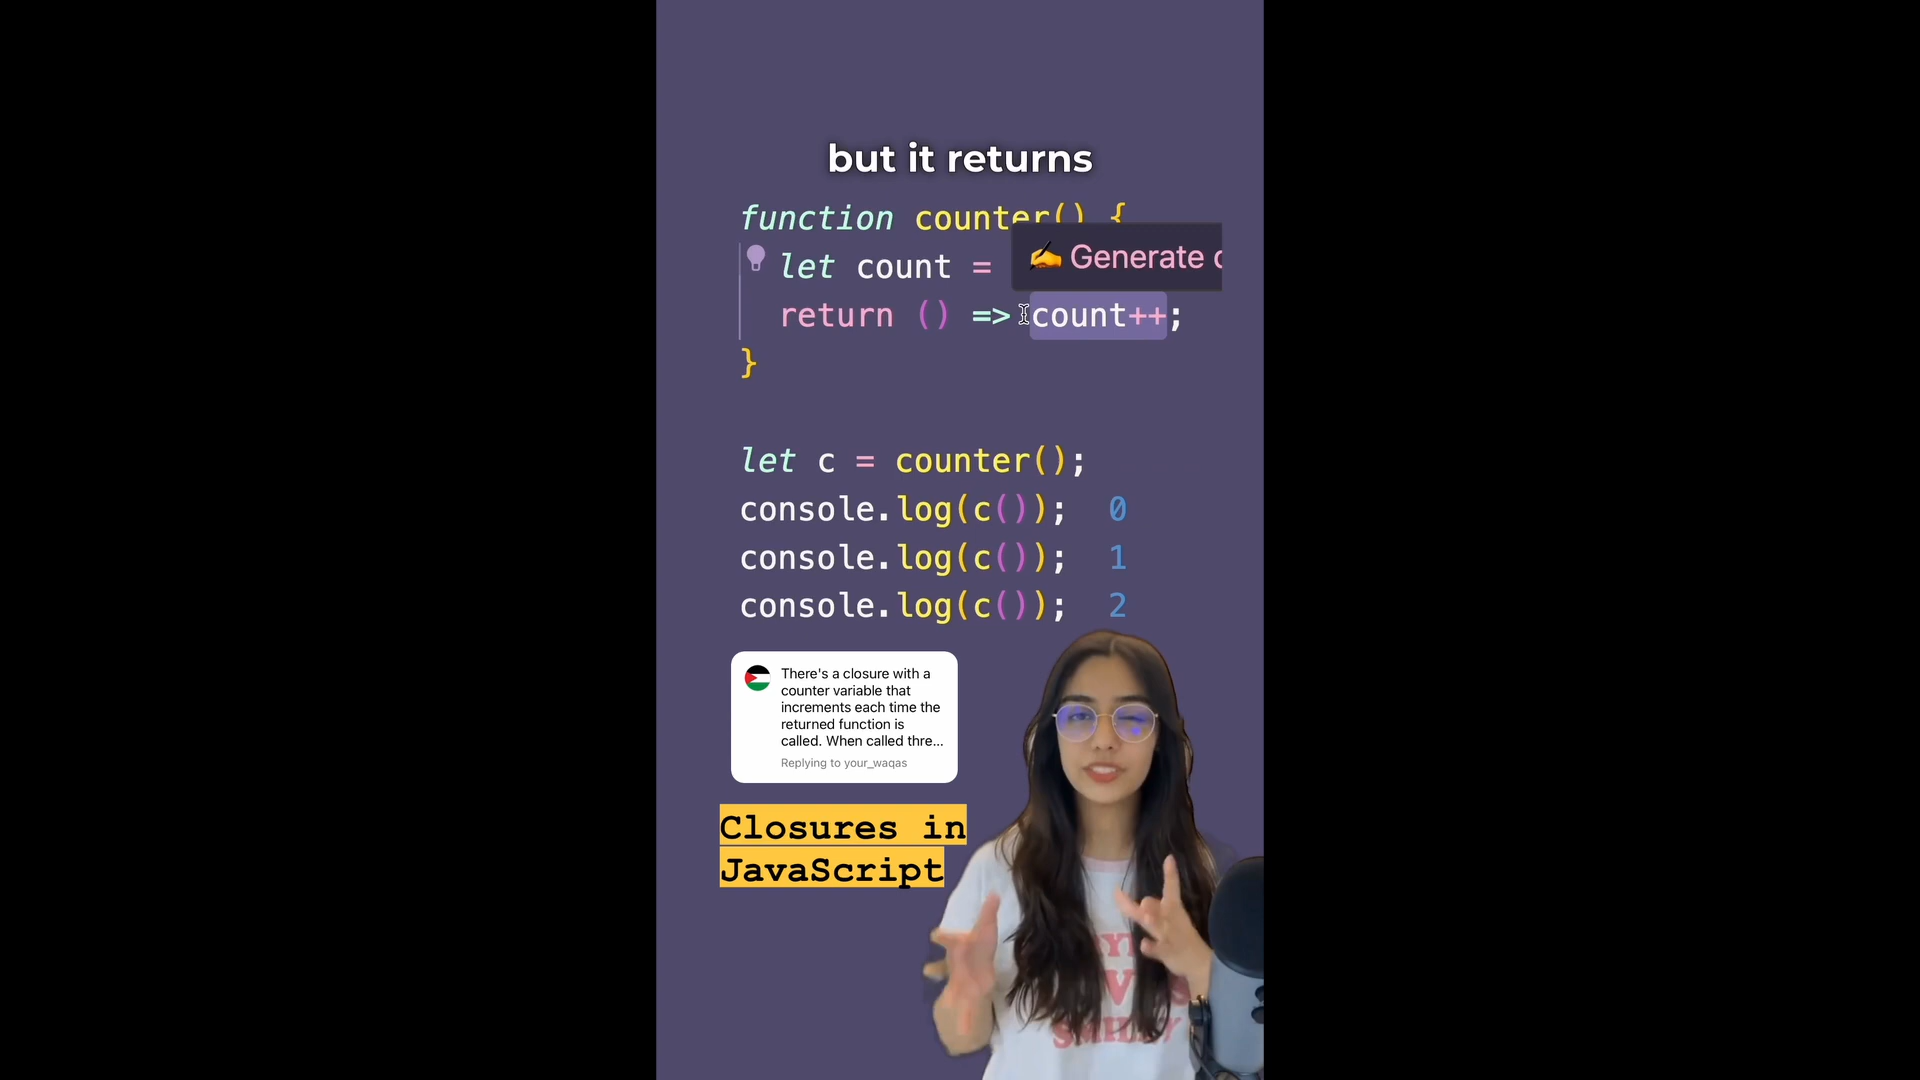 but it returns
function counter() {
let count =
✍️ Generate
return () => count++;
}
let c = counter();
console.log(c()); 0
console.log(c()); 1
console.log(c()); 2
There's a closure with a
counter variable that
increments each time the
returned function is
called. When called thre...
Replying to your_waqas
Closures in
JavaScript